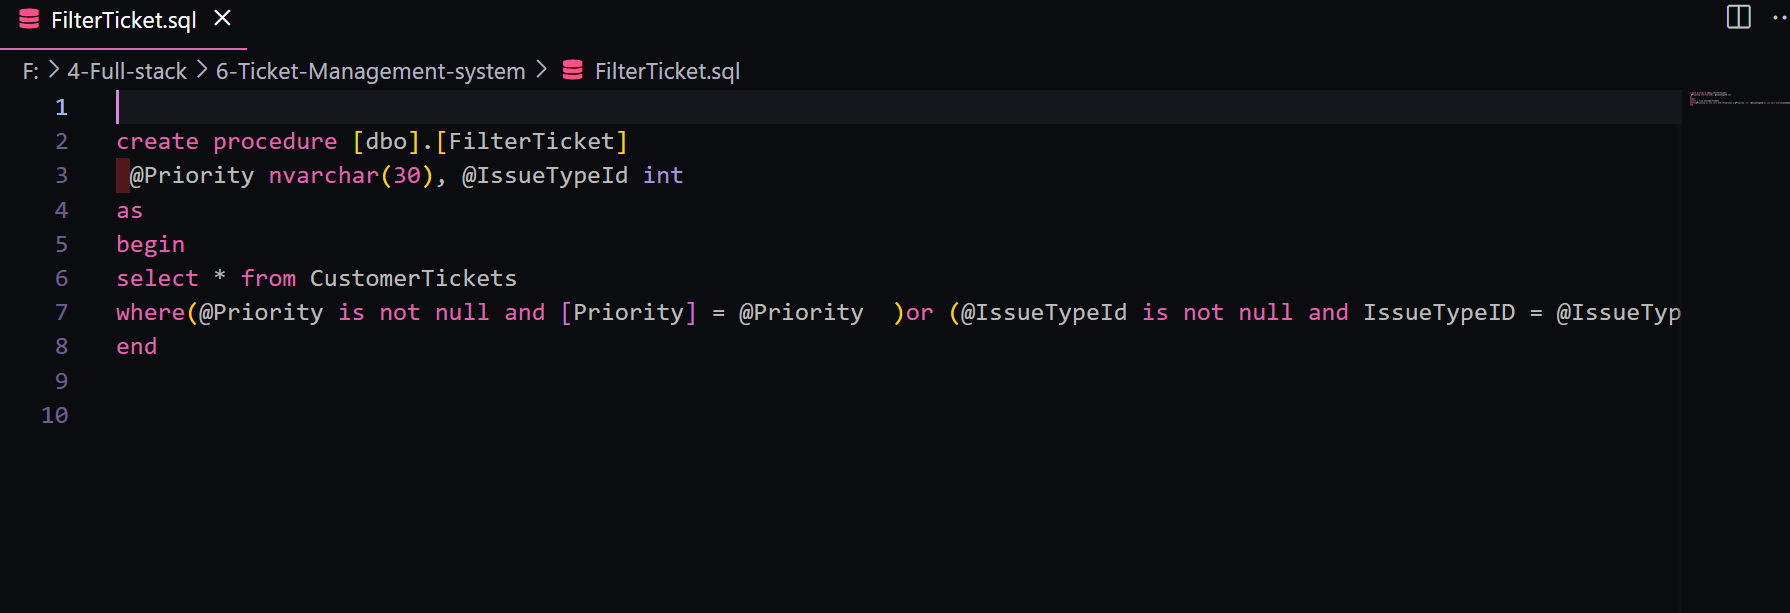 FilterTicket.sql
F: > 4-Full-stack > 6-Ticket-Management-system > FilterTicket.sql
1
2 create procedure [dbo].[FilterTicket]
3 @Priority nvarchar(30), @IssueTypeId int
4 as
5 begin
6 select * from CustomerTickets
7 where(@Priority is not null and [Priority] = @Priority  )or (@IssueTypeId is not null and IssueTypeID = @IssueTyp
8 end
9
10